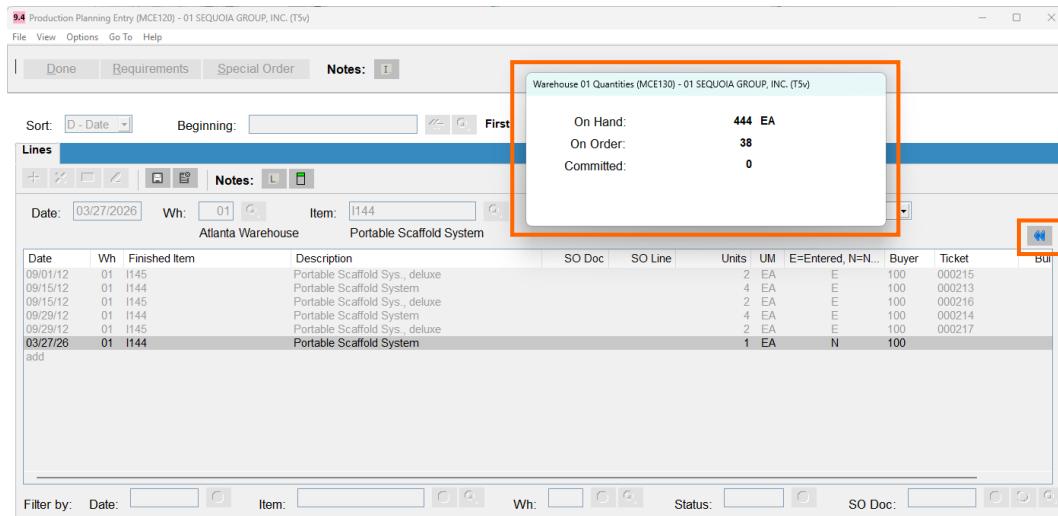 9.4 Production Planning Entry (MCE120) - 01 SEQUOIA GROUP, INC. (T5v)
File View Options Go To Help
Done Requirements Special Order Notes: I
Warehouse 01 Quantities (MCE130) - 01 SEQUOIA GROUP, INC. (T5v)
On Hand: 444 EA
On Order: 38
Committed: 0
Sort: D - Date Beginning: First
Lines
Notes: L
Date: 03/27/2026 Wh: 01 Item: I144
Atlanta Warehouse Portable Scaffold System
Date Wh Finished Item Description SO Doc SO Line Units UM E=Entered, N=N... Buyer Ticket
09/01/12 01 I145 Portable Scaffold Sys., deluxe 2 EA E 100 000215
09/15/12 01 I144 Portable Scaffold System 4 EA E 100 000213
09/15/12 01 I145 Portable Scaffold Sys., deluxe 2 EA E 100 000216
09/29/12 01 I144 Portable Scaffold System 4 EA E 100 000214
09/29/12 01 I145 Portable Scaffold Sys., deluxe 2 EA E 100 000217
03/27/26 01 I144 Portable Scaffold System 1 EA N 100
add
Filter by: Date: Item: Wh: Status: SO Doc: